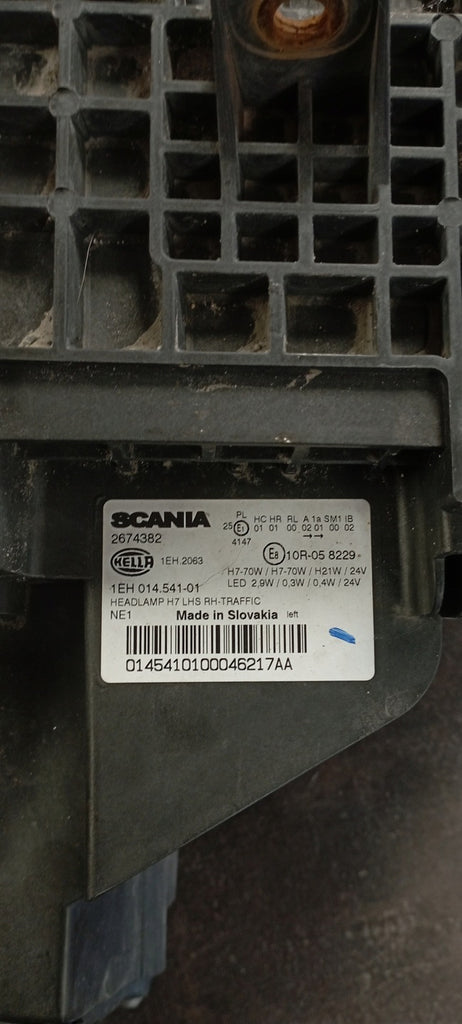 SCANIA
2674382
PL HC HR RL A 1a SM1 IB
25 E1 01 01 00 02 01 00 02
4147 →→
HELLA 1EH.2063
E8 10R-05 8229
H7-70W / H7-70W / H21W / 24V
1EH 014.541-01
LED 2,9W / 0,3W / 0,4W / 24V
HEADLAMP H7 LHS RH-TRAFFIC
NE1 Made in Slovakia left
0145410100046217AA